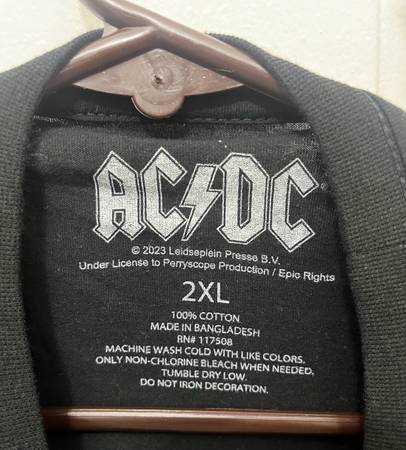 AC⚡DC
© 2023 Leidseplein Presse B.V.
Under License to Perryscope Production / Epic Rights
2XL
100% COTTON
MADE IN BANGLADESH
RN# 117508
MACHINE WASH COLD WITH LIKE COLORS.
ONLY NON-CHLORINE BLEACH WHEN NEEDED.
TUMBLE DRY LOW.
DO NOT IRON DECORATION.